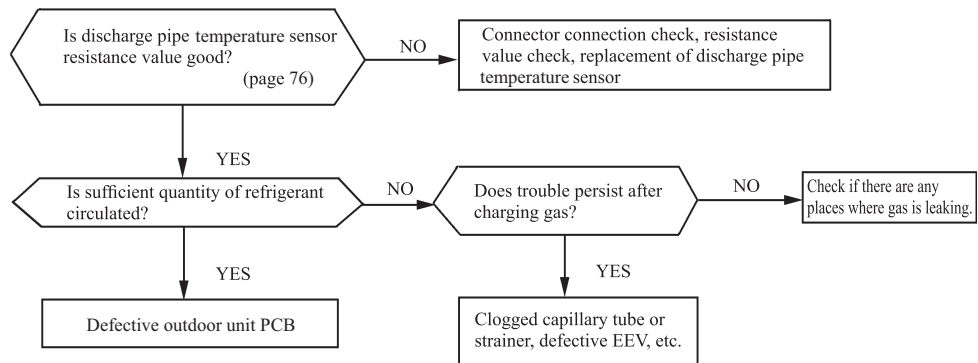 Is discharge pipe temperature sensor
resistance value good?
(page 76)
NO
Connector connection check, resistance
value check, replacement of discharge pipe
temperature sensor
YES
Is sufficient quantity of refrigerant
circulated?
NO
Does trouble persist after
charging gas?
NO
Check if there are any
places where gas is leaking.
YES
YES
Defective outdoor unit PCB
Clogged capillary tube or
strainer, defective EEV, etc.